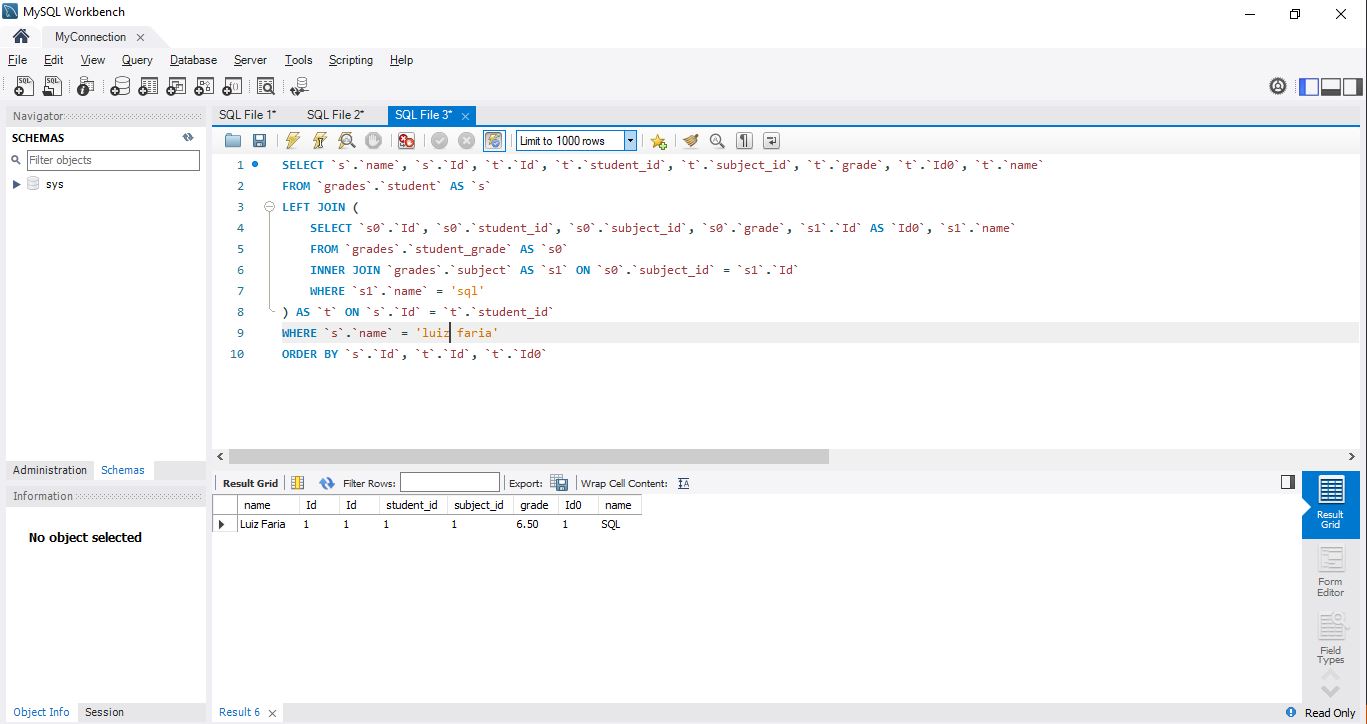 MySQL Workbench
MyConnection
File Edit View Query Database Server Tools Scripting Help
Navigator
SCHEMAS
Filter objects
sys
Administration Schemas
Information
No object selected
Object Info Session
SQL File 1* SQL File 2* SQL File 3*
Limit to 1000 rows
1 SELECT `s`.`name`, `s`.`Id`, `t`.`Id`, `t`.`student_id`, `t`.`subject_id`, `t`.`grade`, `t`.`Id0`, `t`.`name`
2 FROM `grades`.`student` AS `s`
3 LEFT JOIN (
4 SELECT `s0`.`Id`, `s0`.`student_id`, `s0`.`subject_id`, `s0`.`grade`, `s1`.`Id` AS `Id0`, `s1`.`name`
5 FROM `grades`.`student_grade` AS `s0`
6 INNER JOIN `grades`.`subject` AS `s1` ON `s0`.`subject_id` = `s1`.`Id`
7 WHERE `s1`.`name` = 'sql'
8 ) AS `t` ON `s`.`Id` = `t`.`student_id`
9 WHERE `s`.`name` = 'luiz faria'
10 ORDER BY `s`.`Id`, `t`.`Id`, `t`.`Id0`
Result Grid Filter Rows: Export: Wrap Cell Content:
name Id Id student_id subject_id grade Id0 name
Luiz Faria 1 1 1 1 6.50 1 SQL
Result
Grid
Form
Editor
Field
Types
Result 6
Read Only